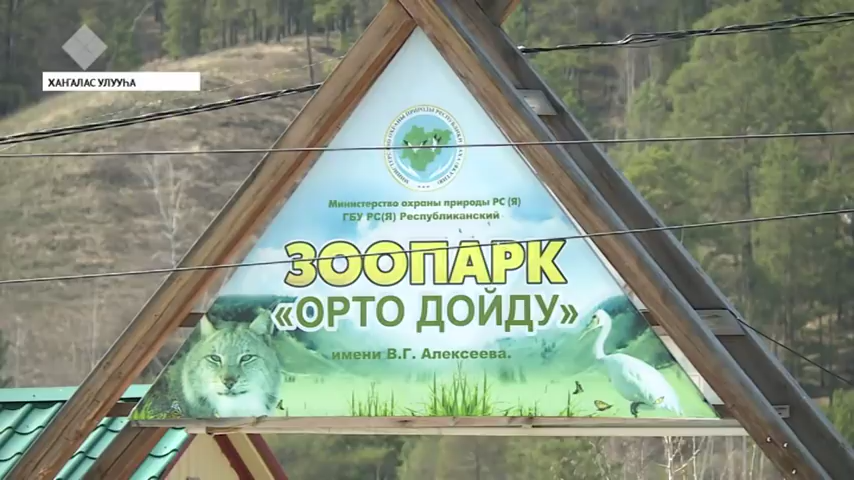 ХАҤАЛАС УЛУУҺА
Министерство охраны природы РС (Я)
ГБУ РС(Я) Республиканский
ЗООПАРК
«ОРТО ДОЙДУ»
имени В.Г. Алексеева.